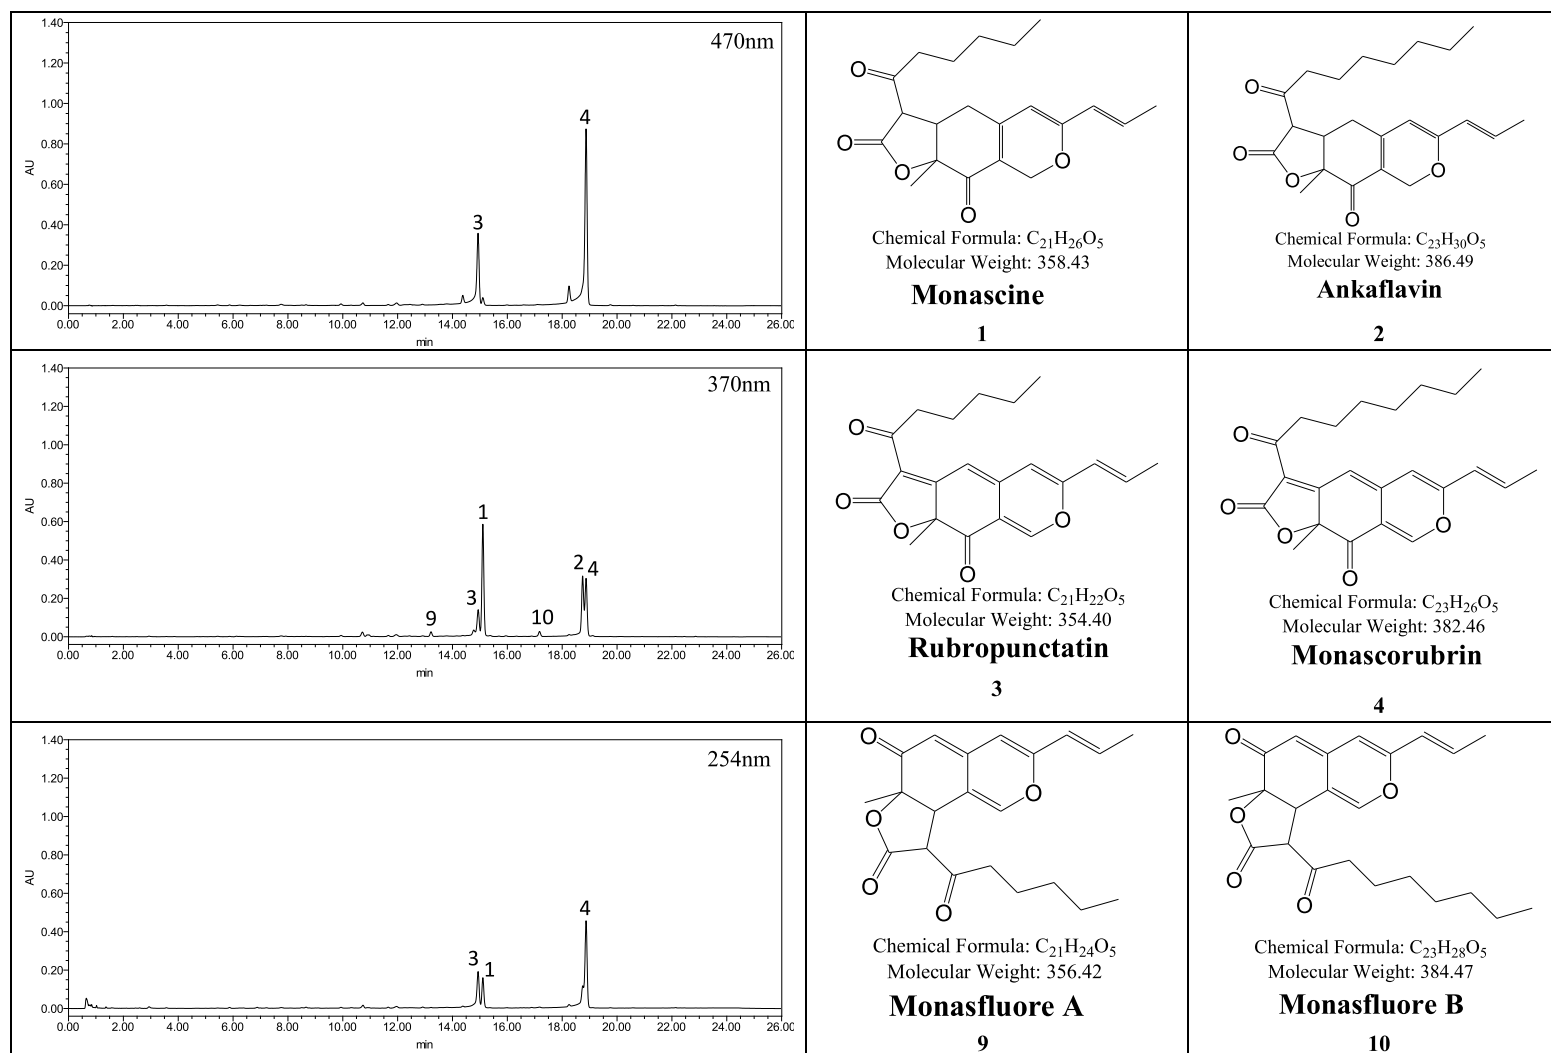 470nm
1.40
1.20
1.00
0.80
0.60
0.40
0.20
0.00
AU
3
4
0.00 2.00 4.00 6.00 8.00 10.00 12.00 14.00 16.00 18.00 20.00 22.00 24.00 26.00
min
O
O
O
O
O
Chemical Formula: C21H26O5
Molecular Weight: 358.43
Monascine
1
O
O
O
O
O
Chemical Formula: C23H30O5
Molecular Weight: 386.49
Ankaflavin
2
370nm
1.40
1.20
1.00
0.80
0.60
0.40
0.20
0.00
AU
9
3
1
10
2
4
0.00 2.00 4.00 6.00 8.00 10.00 12.00 14.00 16.00 18.00 20.00 22.00 24.00 26.00
min
O
O
O
O
O
Chemical Formula: C21H22O5
Molecular Weight: 354.40
Rubropunctatin
3
O
O
O
O
O
Chemical Formula: C23H26O5
Molecular Weight: 382.46
Monascorubrin
4
254nm
1.40
1.20
1.00
0.80
0.60
0.40
0.20
0.00
AU
3
1
4
0.00 2.00 4.00 6.00 8.00 10.00 12.00 14.00 16.00 18.00 20.00 22.00 24.00 26.00
min
O
O
O
O
O
Chemical Formula: C21H24O5
Molecular Weight: 356.42
Monasfluore A
9
O
O
O
O
O
Chemical Formula: C23H28O5
Molecular Weight: 384.47
Monasfluore B
10